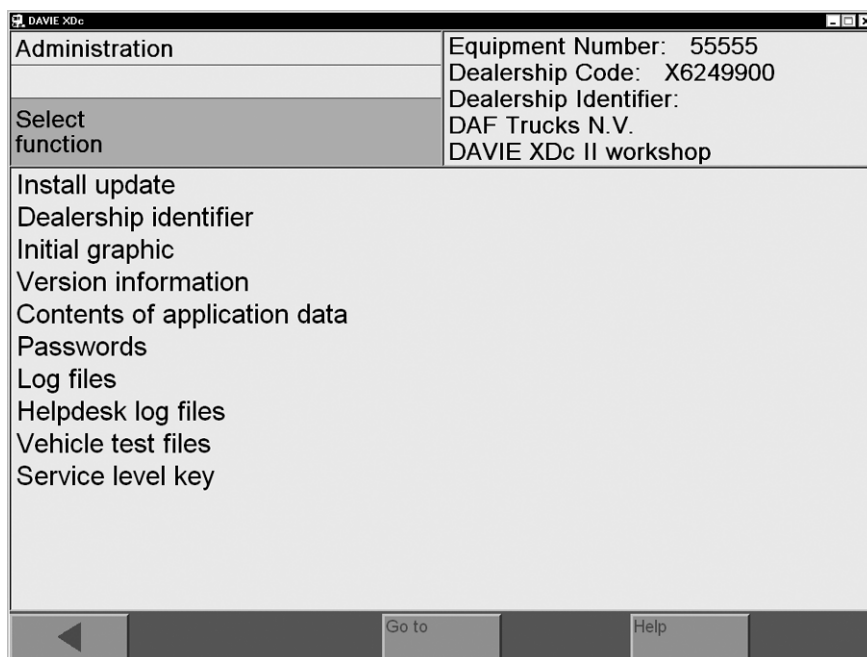 DAVIE XDc
Administration
Select
function
Equipment Number: 55555
Dealership Code: X6249900
Dealership Identifier:
DAF Trucks N.V.
DAVIE XDc II workshop
Install update
Dealership identifier
Initial graphic
Version information
Contents of application data
Passwords
Log files
Helpdesk log files
Vehicle test files
Service level key
Go to
Help